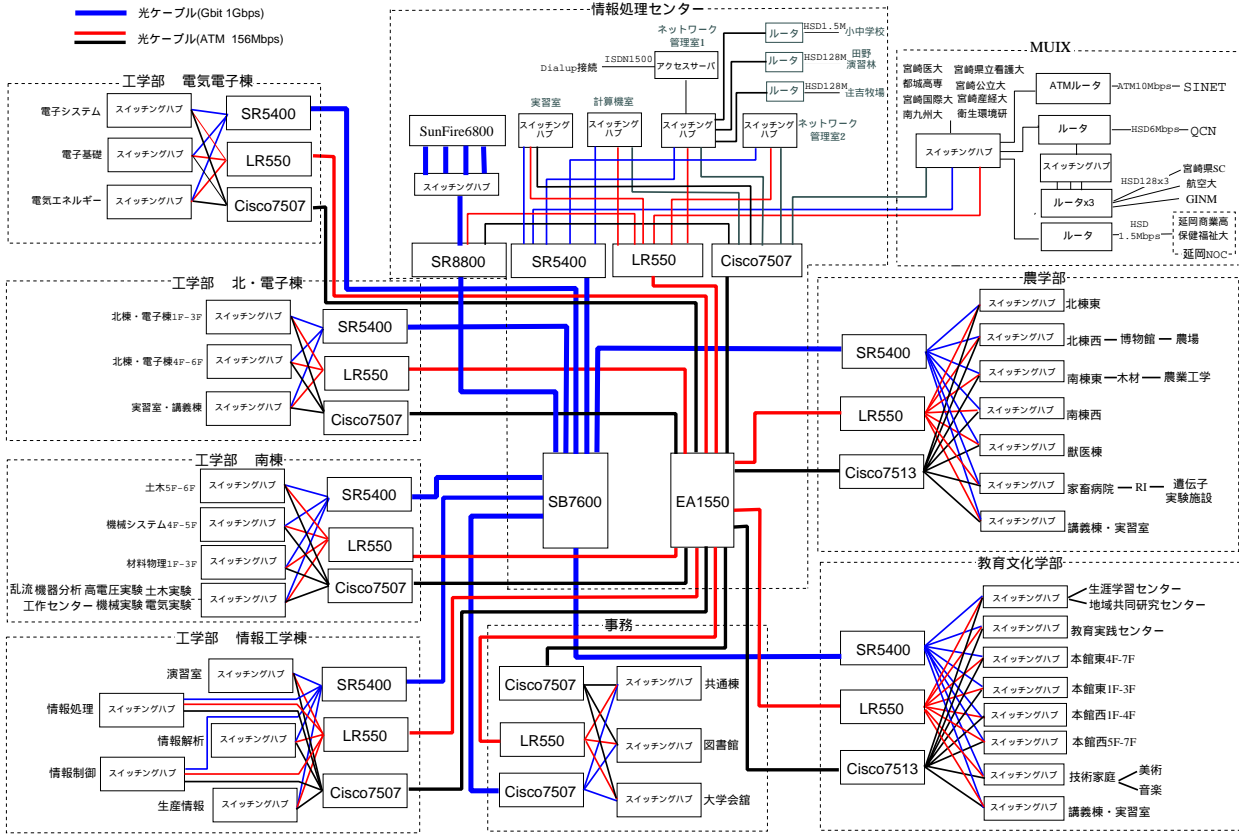 光ケーブル(Gbit 1Gbps)
光ケーブル(ATM 156Mbps)
工学部 電気電子棟
電子システム
スイッチングハブ
SR5400
電子基礎
スイッチングハブ
LR550
電気エネルギー
スイッチングハブ
Cisco7507
情報処理センター
ネットワーク
管理室1
Dialup接続
ISDN1500
アクセスサーバ
ルータ
HSD1.5M
小中学校
ルータ
HSD128M
田野
演習林
ルータ
HSD128M
住吉牧場
実習室
計算機室
SunFire6800
スイッチング
ハブ
スイッチング
ハブ
スイッチング
ハブ
スイッチング
ハブ
ネットワーク
管理室2
スイッチングハブ
SR8800
SR5400
LR550
Cisco7507
MUIX
宮崎医大
宮崎県立看護大
都城高専
宮崎公立大
宮崎国際大
宮崎産経大
南九州大
衛生環境研
スイッチングハブ
ATMルータ
ATM10Mbps
SINET
ルータ
HSD6Mbps
QCN
スイッチングハブ
ルータx3
HSD128x3
宮崎県SC
航空大
GINM
ルータ
HSD
1.5Mbps
延岡商業高
保健福祉大
延岡NOC
工学部 北・電子棟
北棟・電子棟1F-3F
スイッチングハブ
SR5400
北棟・電子棟4F-6F
スイッチングハブ
LR550
実習室・講義棟
スイッチングハブ
Cisco7507
工学部 南棟
土木5F-6F
スイッチングハブ
SR5400
機械システム4F-5F
スイッチングハブ
LR550
材料物理1F-3F
スイッチングハブ
Cisco7507
乱流 機器分析 高電圧実験 土木実験
工作センター 機械実験 電気実験
スイッチングハブ
SB7600
EA1550
工学部 情報工学棟
演習室
スイッチングハブ
SR5400
情報処理
スイッチングハブ
情報解析
スイッチングハブ
LR550
情報制御
スイッチングハブ
Cisco7507
生産情報
スイッチングハブ
事務
Cisco7507
スイッチングハブ
共通棟
LR550
スイッチングハブ
図書館
Cisco7507
スイッチングハブ
大学会館
農学部
SR5400
LR550
Cisco7513
スイッチングハブ
北棟東
スイッチングハブ
北棟西
博物館
農場
スイッチングハブ
南棟東
木材
農業工学
スイッチングハブ
南棟西
スイッチングハブ
獣医棟
スイッチングハブ
家畜病院
RI
遺伝子
実験施設
スイッチングハブ
講義棟・実習室
教育文化学部
SR5400
LR550
Cisco7513
スイッチングハブ
生涯学習センター
地域共同研究センター
スイッチングハブ
教育実践センター
スイッチングハブ
本館東4F-7F
スイッチングハブ
本館東1F-3F
スイッチングハブ
本館西1F-4F
スイッチングハブ
本館西5F-7F
スイッチングハブ
技術家庭
美術
音楽
スイッチングハブ
講義棟・実習室